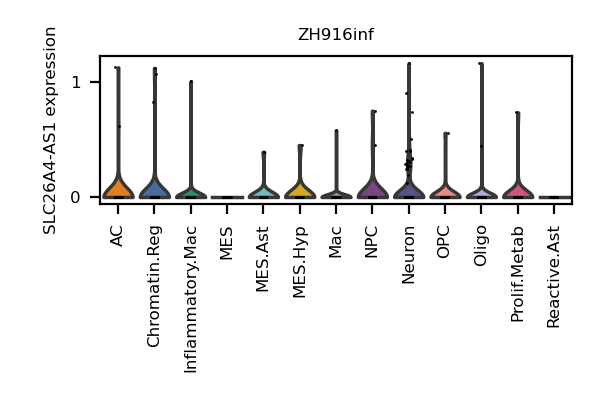 ZH916inf
SLC26A4-AS1 expression
1
0
AC
Chromatin.Reg
Inflammatory.Mac
MES
MES.Ast
MES.Hyp
Mac
NPC
Neuron
OPC
Oligo
Prolif.Metab
Reactive.Ast